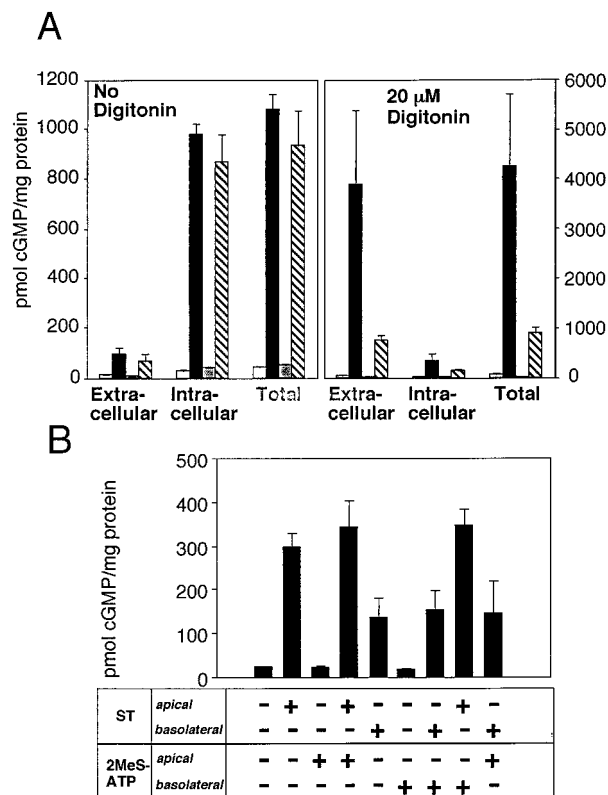 A
No
Digitonin
20 μM
Digitonin
pmol cGMP/mg protein
1200
1000
800
600
400
200
0
6000
5000
4000
3000
2000
1000
0
Extra-
cellular
Intra-
cellular
Total
Extra-
cellular
Intra-
cellular
Total
B
pmol cGMP/mg protein
500
400
300
200
100
0
ST
apical
- + - + - - - + -
basolateral
- - - - + - + - +
2MeS-
ATP
apical
- - + + - - - - +
basolateral
- - - - - + + + -